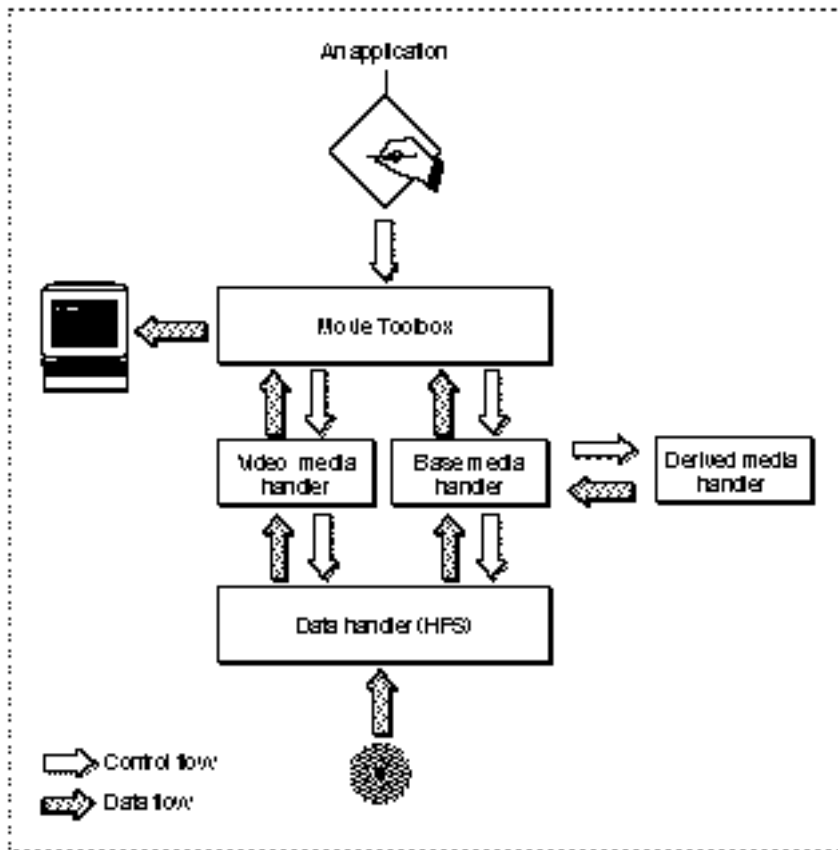 An application
Movie Toolbox
Video media
handler
Base media
handler
Derived media
handler
Data handler (HFS)
Control flow
Data flow